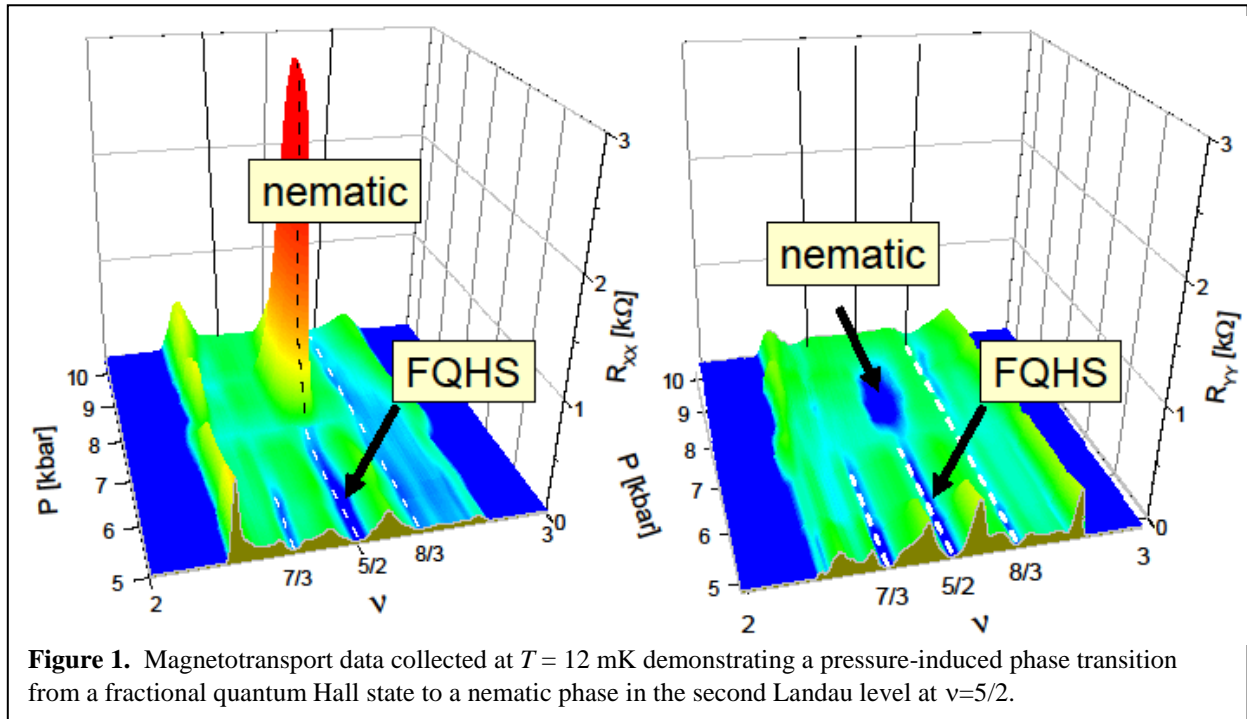 nematic
FQHS
R_XX [kΩ]
3
2
1
0
P [kbar]
10
9
8
7
6
5
2
7/3
5/2
8/3
3
ν
nematic
FQHS
R_YY [kΩ]
3
2
1
0
P [kbar]
10
9
8
7
6
5
2
7/3
5/2
8/3
3
ν
Figure 1. Magnetotransport data collected at T = 12 mK demonstrating a pressure-induced phase transition
from a fractional quantum Hall state to a nematic phase in the second Landau level at ν=5/2.